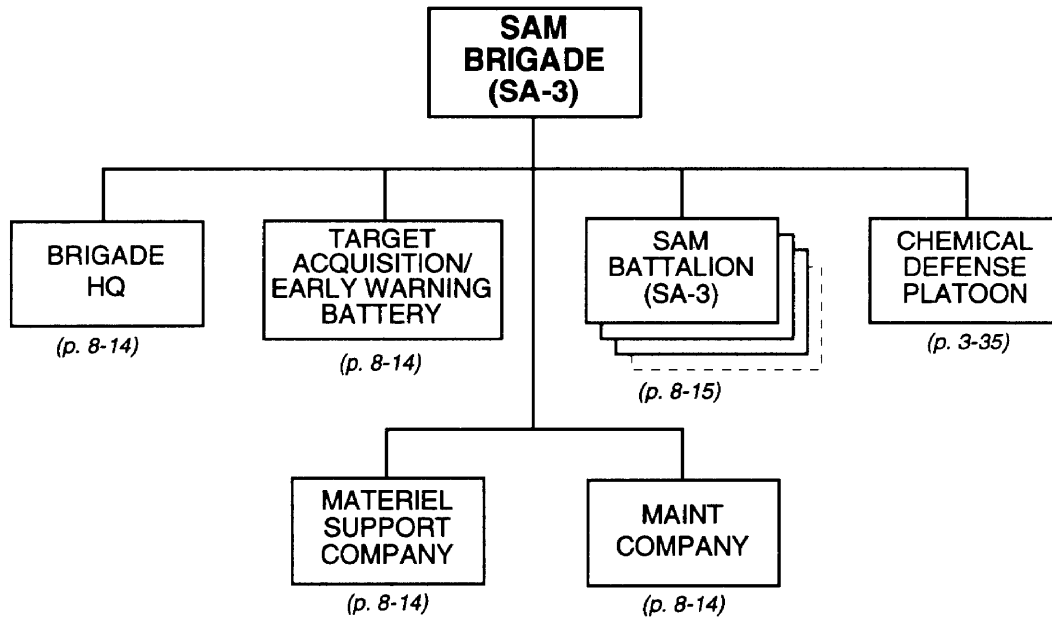 SAM
BRIGADE
(SA-3)
BRIGADE
HQ
(p. 8-14)
TARGET
ACQUISITION/
EARLY WARNING
BATTERY
(p. 8-14)
SAM
BATTALION
(SA-3)
(p. 8-15)
CHEMICAL
DEFENSE
PLATOON
(p. 3-35)
MATERIEL
SUPPORT
COMPANY
(p. 8-14)
MAINT
COMPANY
(p. 8-14)